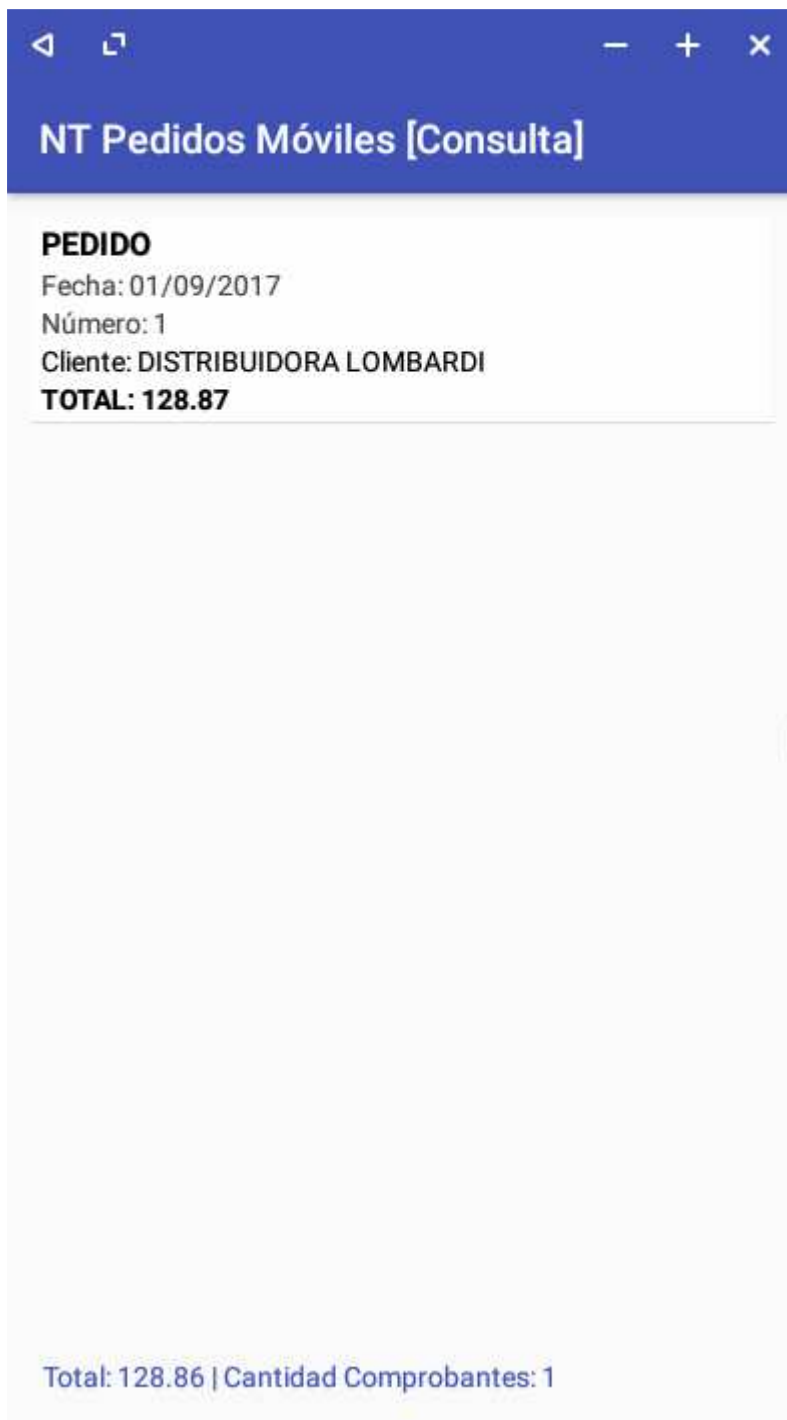 NT Pedidos Móviles [Consulta]
PEDIDO
Fecha: 01/09/2017
Número: 1
Cliente: DISTRIBUIDORA LOMBARDI
TOTAL: 128.87
Total: 128.86 | Cantidad Comprobantes: 1